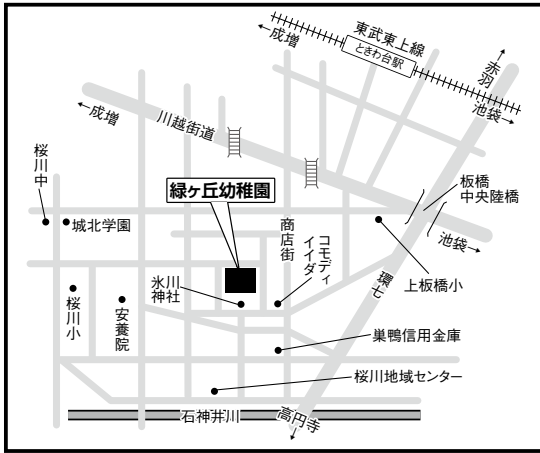 東武東上線
←成増
ときわ台駅
赤羽→
池袋→
←成増
川越街道
桜川中
板橋
中央陸橋
緑ヶ丘幼稚園
城北学園
商店街
コモディ
イイダ
池袋→
環七
上板橋小
氷川
神社
桜川小
安養院
巣鴨信用金庫
桜川地域センター
石神井川
←高円寺